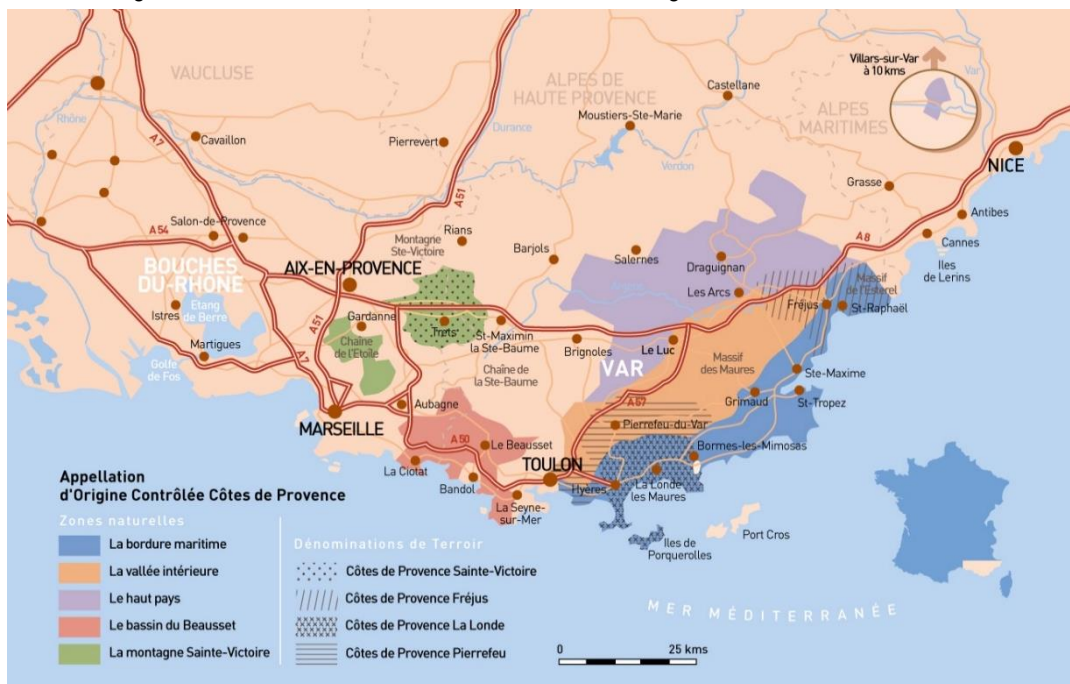 VAUCLUSE
ALPES DE
HAUTE PROVENCE
Castellane
Villars-sur-Var
à 10 kms
Var
ALPES
MARITIMES
Moustiers-Ste-Marie
Rhône
A7
Cavaillon
Pierrevert
Durance
Verdon
NICE
Grasse
Antibes
Cannes
Iles
de Lerins
A8
A51
Salon-de-Provence
A54
Rians
Montagne
Ste-Victoire
Barjols
Salernes
Draguignan
Les Arcs
BOUCHES
DU-RHÔNE
AIX-EN-PROVENCE
Massif
de l'Esterel
Fréjus
St-Raphaël
Istres
Etang
de Berre
Martigues
Golfe
de Fos
A51
A7
Gardanne
Chaîne
de l'Etoile
Trets
St-Maximin
la Ste-Baume
Chaîne de
la Ste-Baume
Brignoles
Le Luc
VAR
Massif
des Maures
Ste-Maxime
Grimaud
St-Tropez
A57
MARSEILLE
Aubagne
A50
Le Beausset
La Ciotat
Bandol
La Seyne-
sur-Mer
TOULON
Pierrefeu-du-Var
Bormes-les-Mimosas
Hyères
La Londe
les Maures
Iles de
Porquerolles
Port Cros
MER MÉDITERRANÉE
Appellation
d'Origine Contrôlée Côtes de Provence
Zones naturelles
La bordure maritime
La vallée intérieure
Le haut pays
Le bassin du Beausset
La montagne Sainte-Victoire
Dénominations de Terroir
Côtes de Provence Sainte-Victoire
Côtes de Provence Fréjus
Côtes de Provence La Londe
Côtes de Provence Pierrefeu
0 25 kms